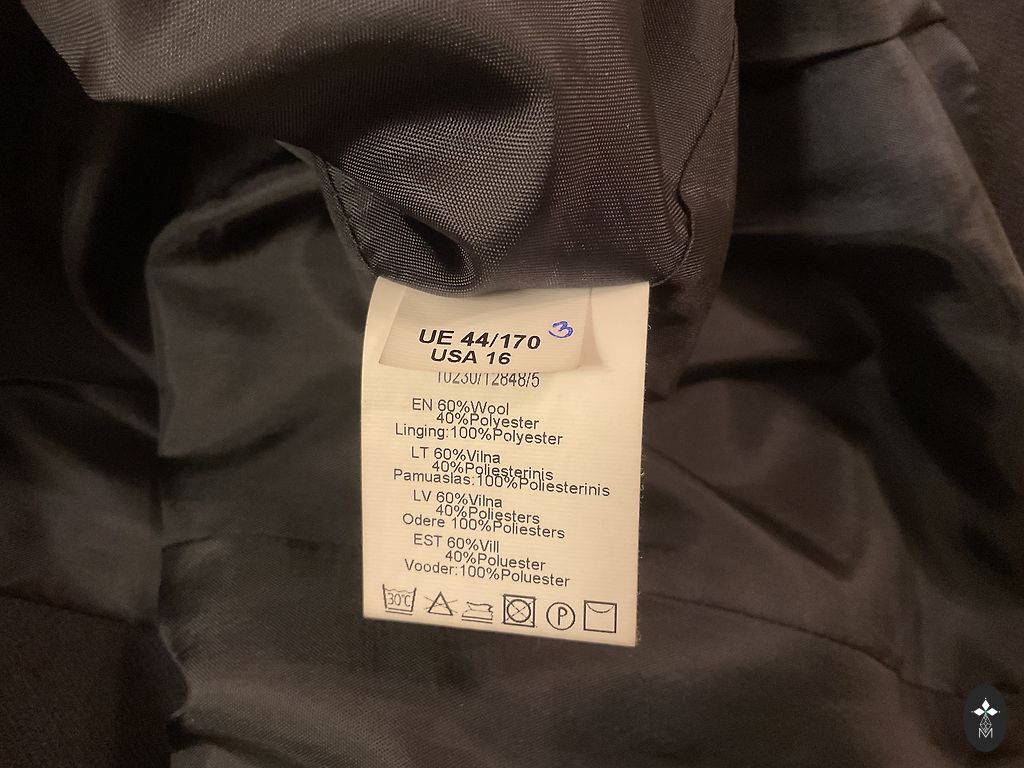 UE 44/170 3
USA 16
10230/12848/5
EN 60%Wool
40%Polyester
Linging:100%Polyester
LT 60%Vilna
40%Poliesterinis
Pamuaslas:100%Poliesterinis
LV 60%Vilna
40%Poliesters
Odere 100%Poliesters
EST 60%Vill
40%Poluester
Vooder:100%Poluester
30°C P
M